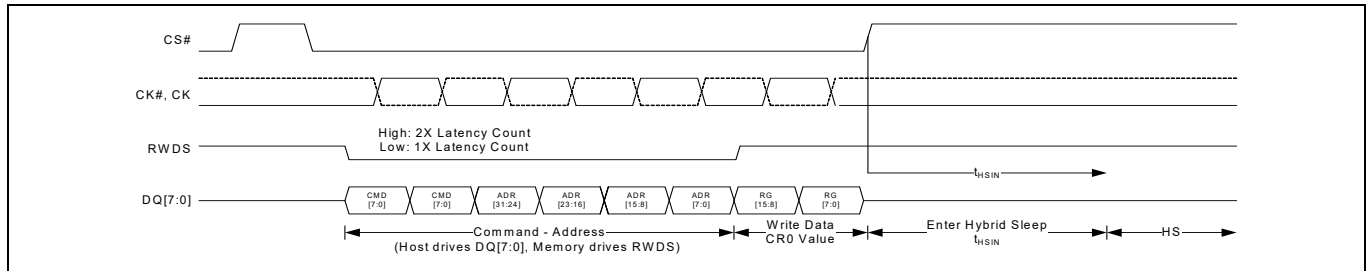 CS#
CK#, CK
High: 2X Latency Count
Low: 1X Latency Count
RWDS
tHSIN
DQ[7:0]
CMD [7:0]
CMD [7:0]
ADR [31:24]
ADR [23:16]
ADR [15:8]
ADR [7:0]
RG [15:8]
RG [7:0]
Command - Address
(Host drives DQ[7:0], Memory drives RWDS)
Write Data
CR0 Value
Enter Hybrid Sleep
tHSIN
HS